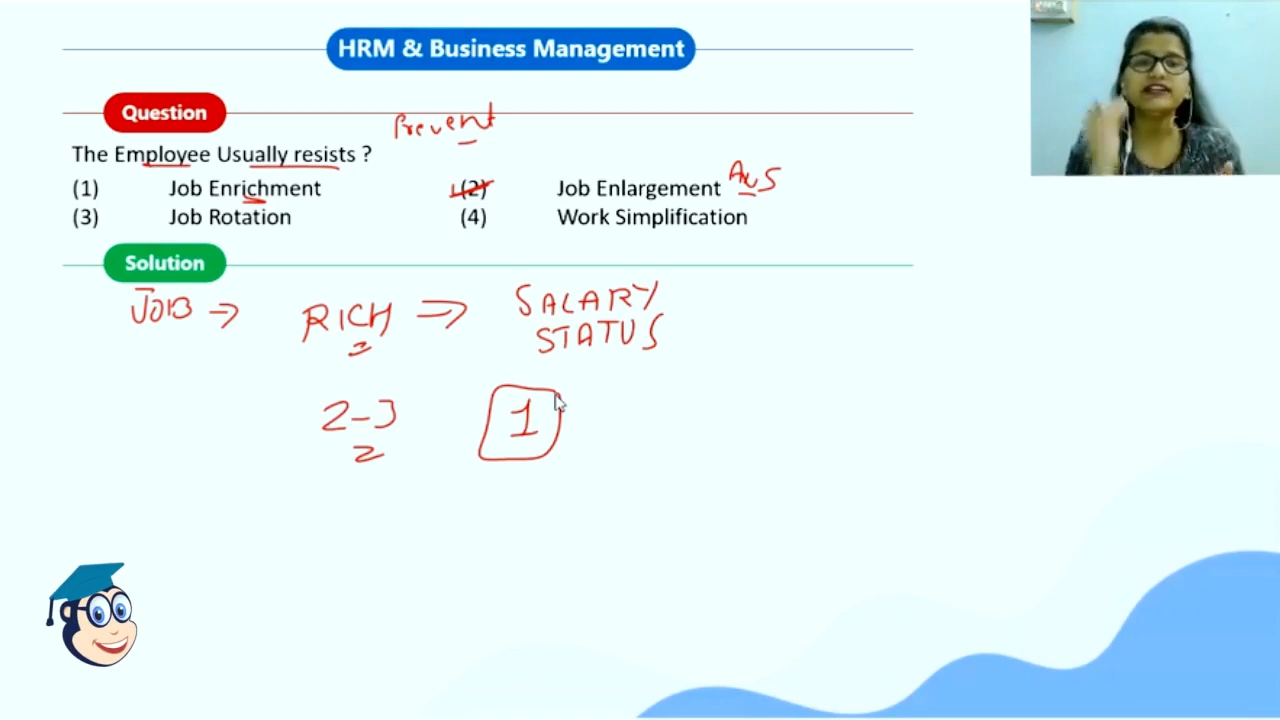 HRM & Business Management
Question
Prevent
The Employee Usually resists ?
(1) Job Enrichment (2) Job Enlargement Ans
(3) Job Rotation (4) Work Simplification
Solution
JOB → RICH ⇒ SALARY
STATUS
2-3 1